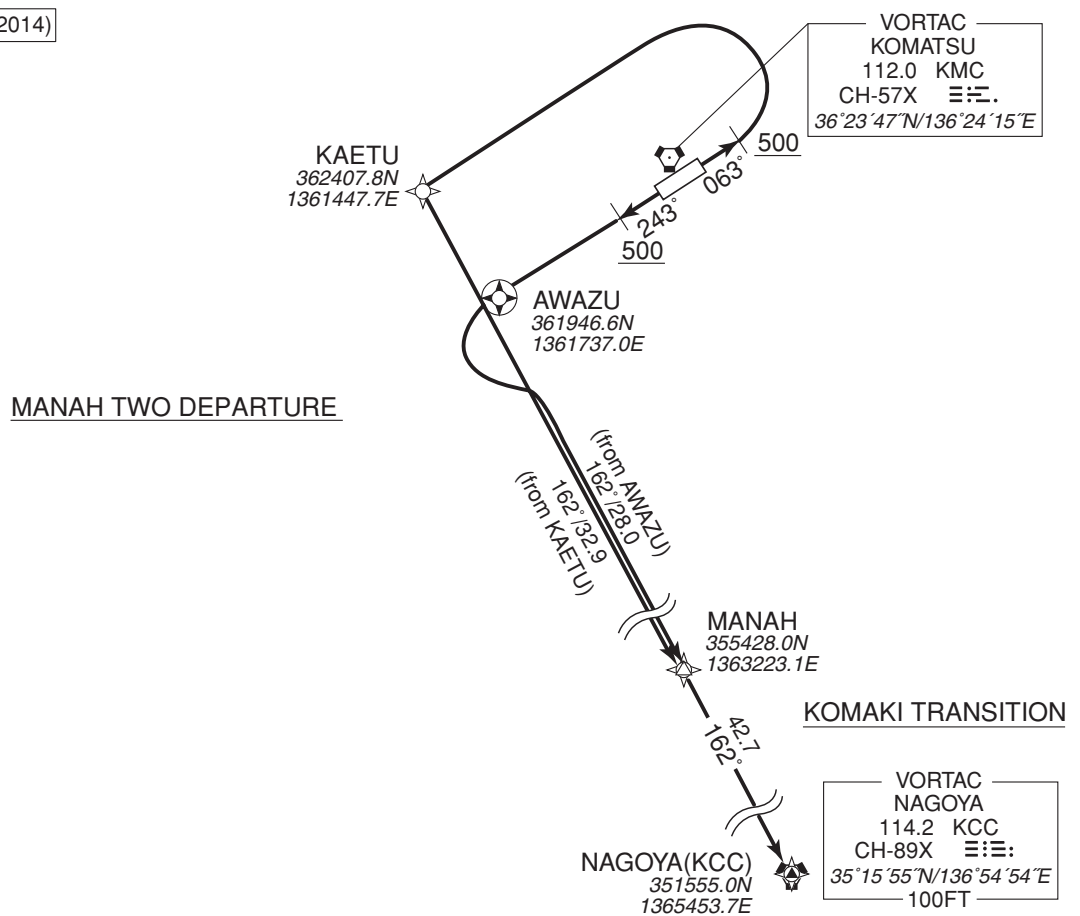 2014)
VORTAC
KOMATSU
112.0 KMC
CH-57X
36°23´47˝N/136°24´15˝E
KAETU
362407.8N
1361447.7E
500
063°
243°
500
AWAZU
361946.6N
1361737.0E
MANAH TWO DEPARTURE
(from AWAZU)
162°/28.0
162°/32.9
(from KAETU)
MANAH
355428.0N
1363223.1E
KOMAKI TRANSITION
42.7
162°
VORTAC
NAGOYA
114.2 KCC
CH-89X
35°15´55˝N/136°54´54˝E
100FT
NAGOYA(KCC)
351555.0N
1365453.7E